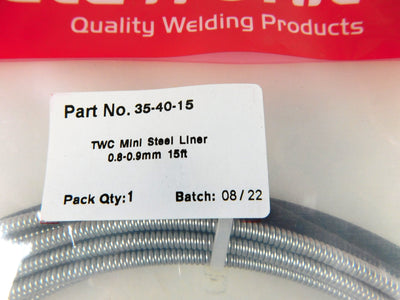 Quality Welding Products
Part No. 35-40-15
TWC Mini Steel Liner
0.8-0.9mm 15ft
Pack Qty:1 Batch: 08/22